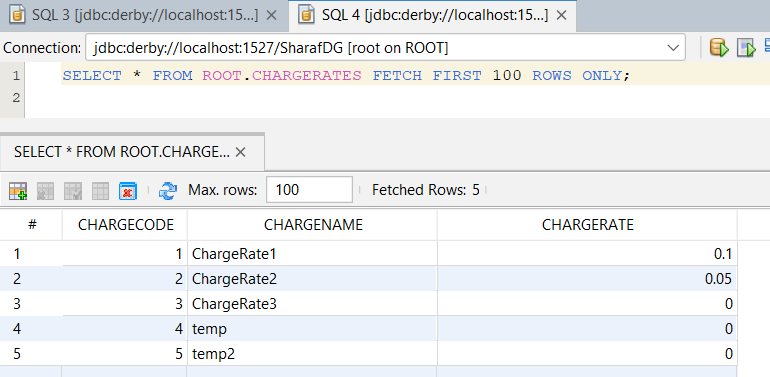 SQL 3 [jdbc:derby://localhost:15...] SQL 4 [jdbc:derby://localhost:15...]
Connection: jdbc:derby://localhost:1527/SharafDG [root on ROOT]
1 SELECT * FROM ROOT.CHARGERATES FETCH FIRST 100 ROWS ONLY;
2
SELECT * FROM ROOT.CHARGE...
Max. rows: 100 Fetched Rows: 5
# CHARGECODE CHARGENAME CHARGERATE
1 1 ChargeRate1 0.1
2 2 ChargeRate2 0.05
3 3 ChargeRate3 0
4 4 temp 0
5 5 temp2 0